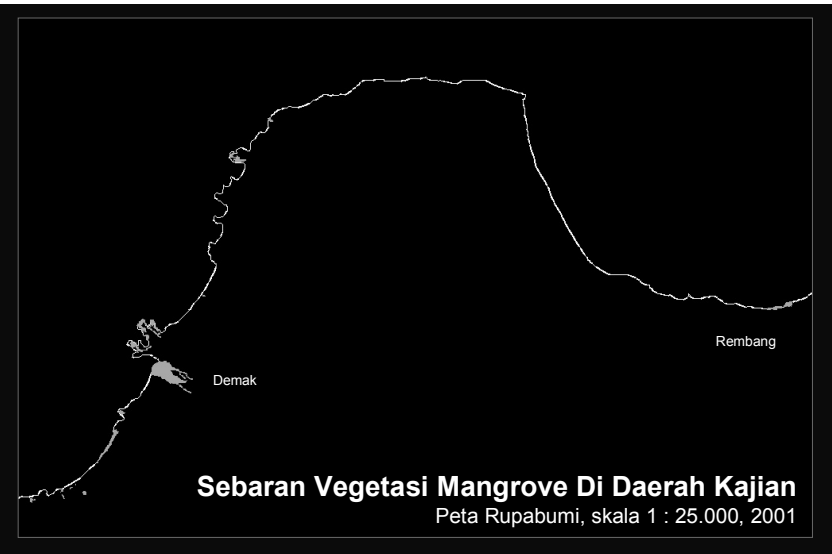 Rembang
Demak
Sebaran Vegetasi Mangrove Di Daerah Kajian
Peta Rupabumi, skala 1 : 25.000, 2001